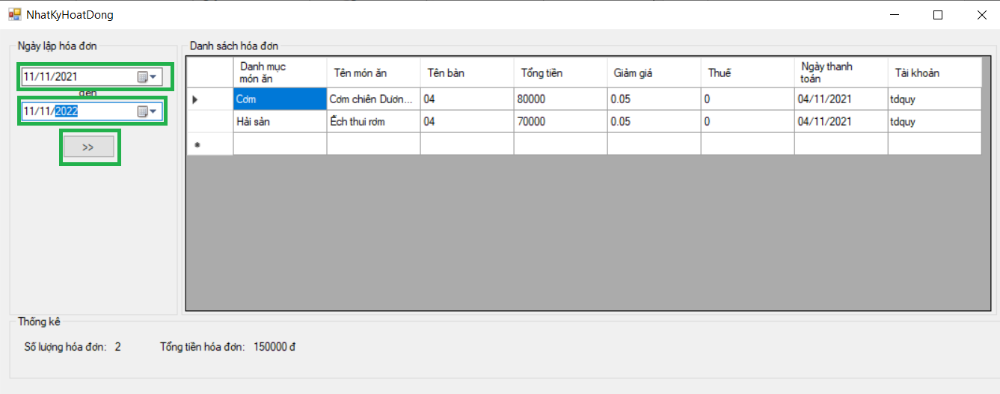 NhatKyHoatDong
Ngày lập hóa đơn
11/11/2021
đến
11/11/2022
>>
Danh sách hóa đơn
Danh mục món ăn Tên món ăn Tên bàn Tổng tiền Giảm giá Thuế Ngày thanh toán Tài khoản
Cơm Cơm chiên Dươn... 04 80000 0.05 0 04/11/2021 tdquy
Hải sản Ếch thui rơm 04 70000 0.05 0 04/11/2021 tdquy
Thống kê
Số lượng hóa đơn: 2 Tổng tiền hóa đơn: 150000 đ